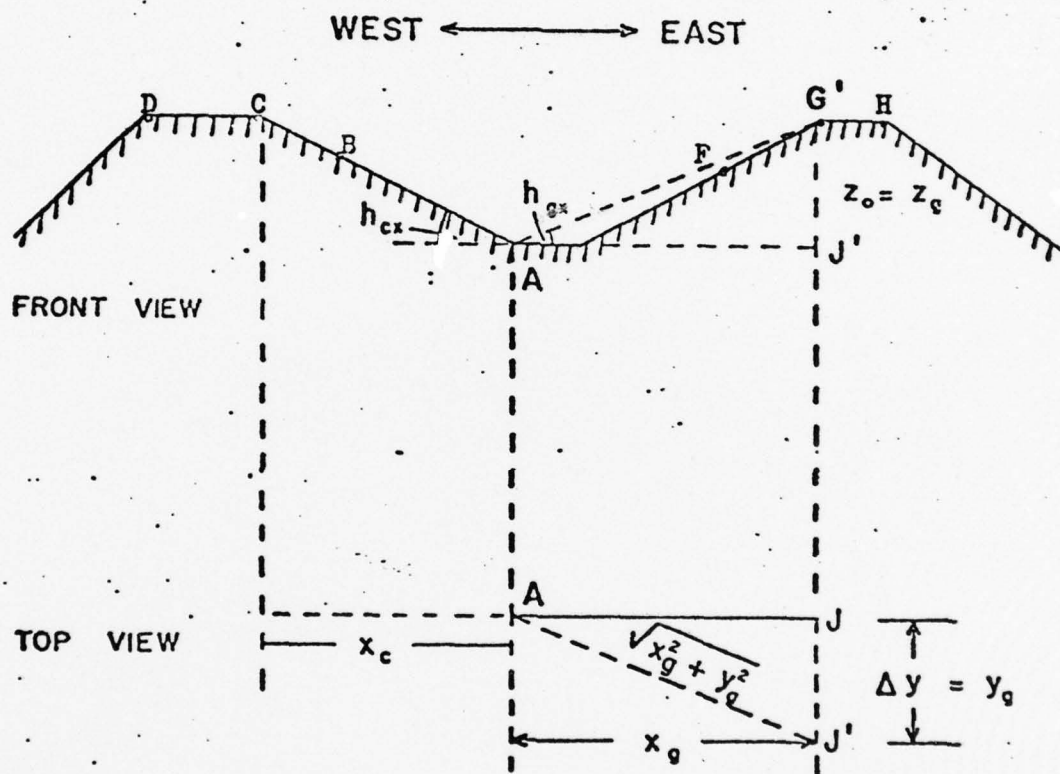 WEST EAST
D C G' H
B F
h_cx h_gx z_o = z_g
A J'
FRONT VIEW
A J
TOP VIEW x_c √x_g² + y_g² Δy = y_g
x_g J'